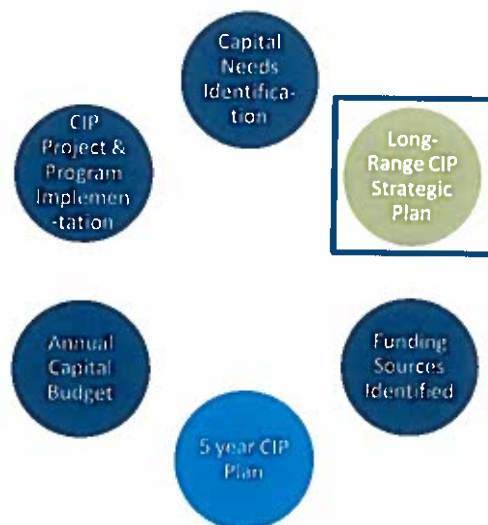 Capital
Needs
Identifica-
tion
Long-
Range CIP
Strategic
Plan
Funding
Sources
Identified
5 year CIP
Plan
Annual
Capital
Budget
CIP
Project &
Program
Implemen
-tation